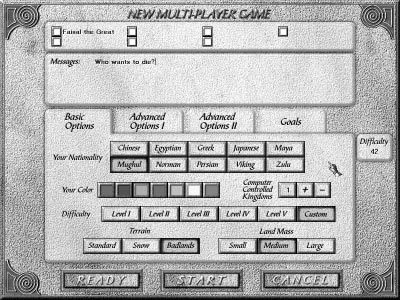 NEW MULTI-PLAYER GAME
Faisal the Great
Messages: Who wants to die?
Basic Options
Advanced Options I
Advanced Options II
Goals
Difficulty
42
Your Nationality
Chinese Egyptian Greek Japanese Maya
Mughul Norman Persian Viking Zulu
Your Color
Computer Controlled Kingdoms
1 + -
Difficulty Level I Level II Level III Level IV Level V Custom
Terrain Land Mass
Standard Snow Badlands Small Medium Large
READY START CANCEL